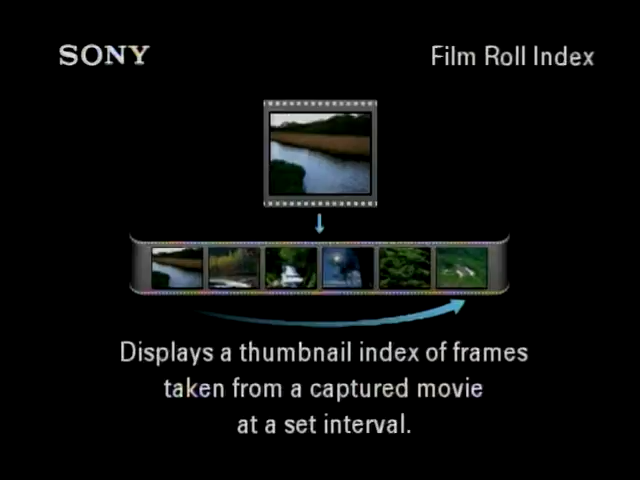 SONY
Film Roll Index
Displays a thumbnail index of frames
taken from a captured movie
at a set interval.